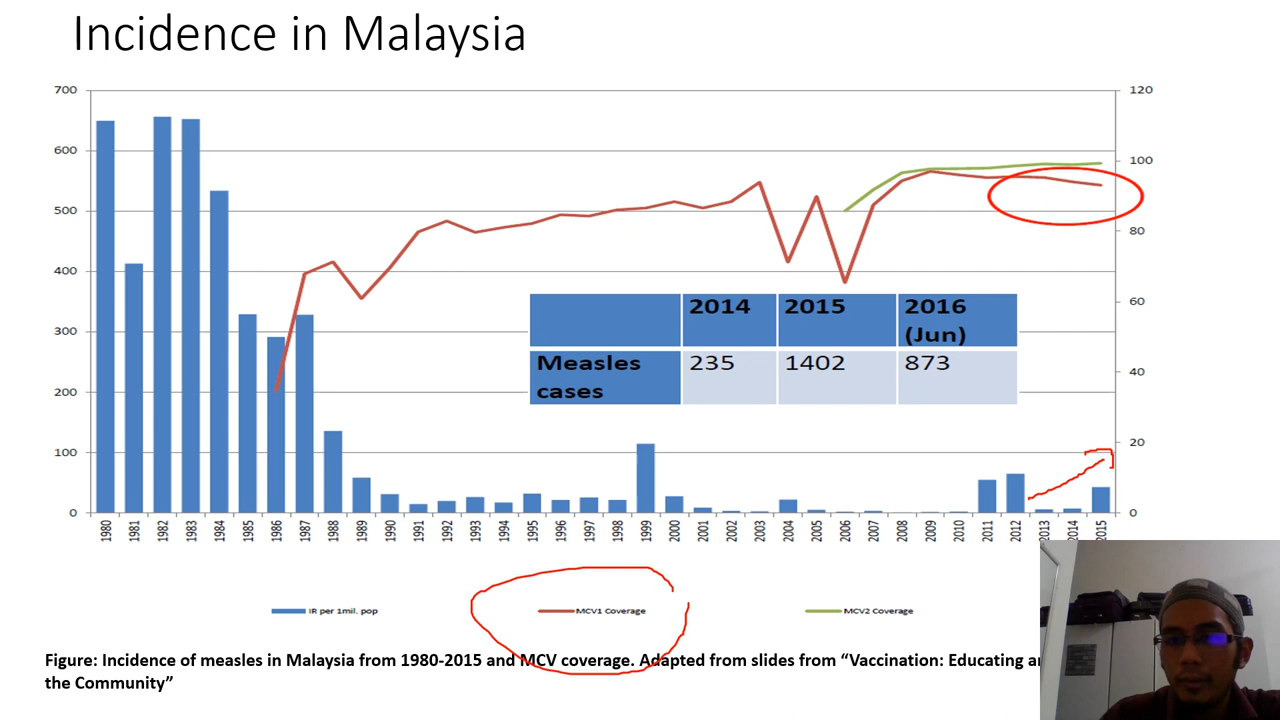 Incidence in Malaysia
700
600
500
400
300
200
100
0
120
100
80
60
40
20
0
2014 2015 2016
(Jun)
Measles
cases 235 1402 873
1980 1981 1982 1983 1984 1985 1986 1987 1988 1989 1990 1991 1992 1993 1994 1995 1996 1997 1998 1999 2000 2001 2002 2003 2004 2005 2006 2007 2008 2009 2010 2011 2012 2013 2014 2015
IR per 1mil. pop MCV1 Coverage MCV2 Coverage
Figure: Incidence of measles in Malaysia from 1980-2015 and MCV coverage. Adapted from slides from “Vaccination: Educating
the Community”